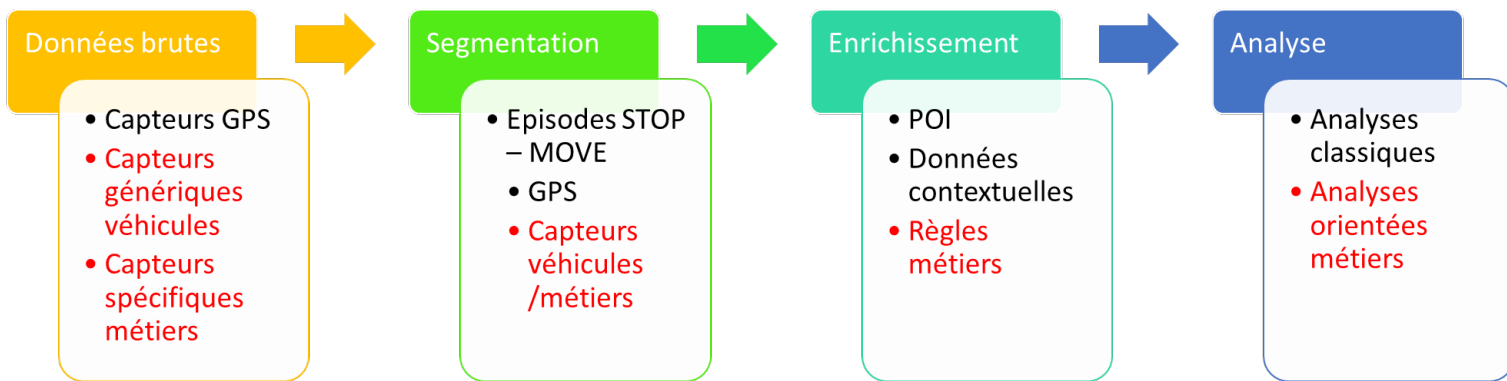 Données brutes
• Capteurs GPS
• Capteurs
génériques
véhicules
• Capteurs
spécifiques
métiers
Segmentation
• Episodes STOP
– MOVE
• GPS
• Capteurs
véhicules
/métiers
Enrichissement
• POI
• Données
contextuelles
• Règles
métiers
Analyse
• Analyses
classiques
• Analyses
orientées
métiers